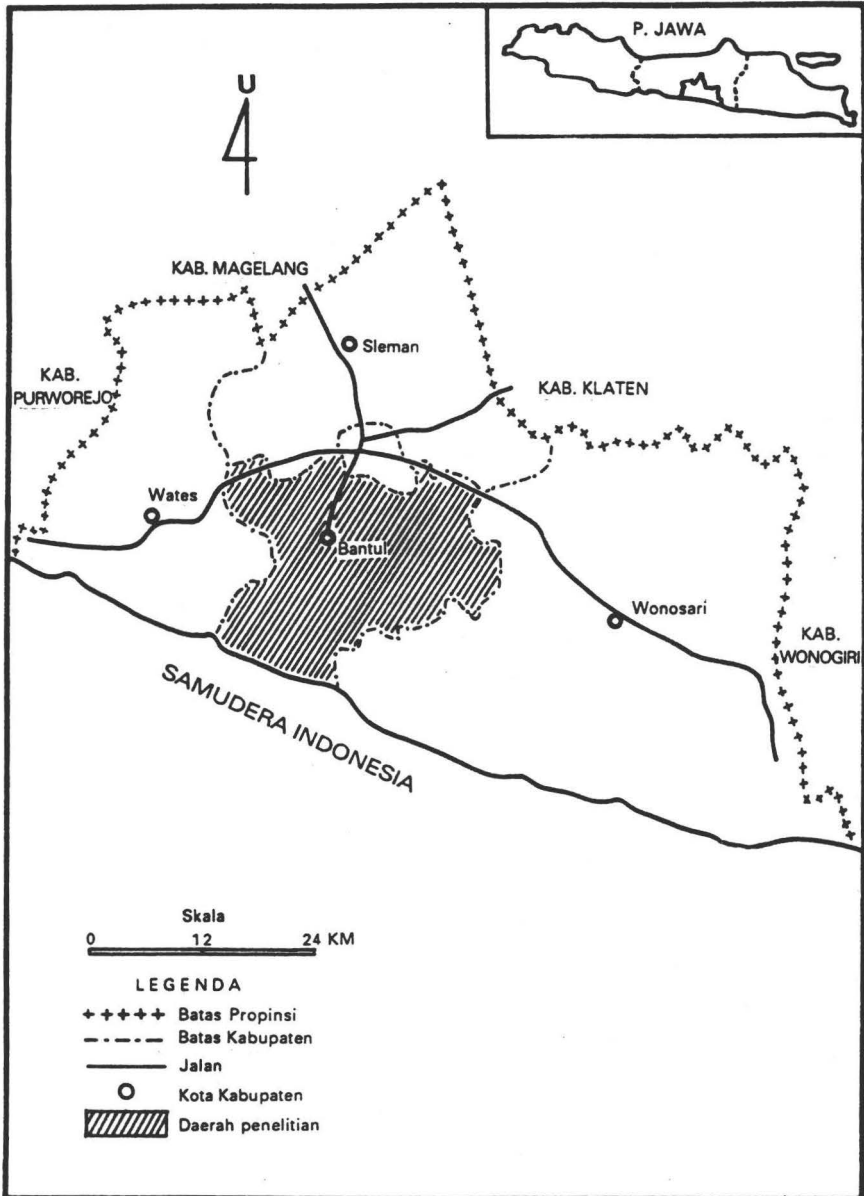 P. JAWA
U
KAB. MAGELANG
Sleman
KAB.
PURWOREJO
KAB. KLATEN
Wates
Bantul
Wonosari
KAB.
WONOGIRI
SAMUDERA INDONESIA
Skala
0 12 24 KM
LEGENDA
Batas Propinsi
Batas Kabupaten
Jalan
Kota Kabupaten
Daerah penelitian